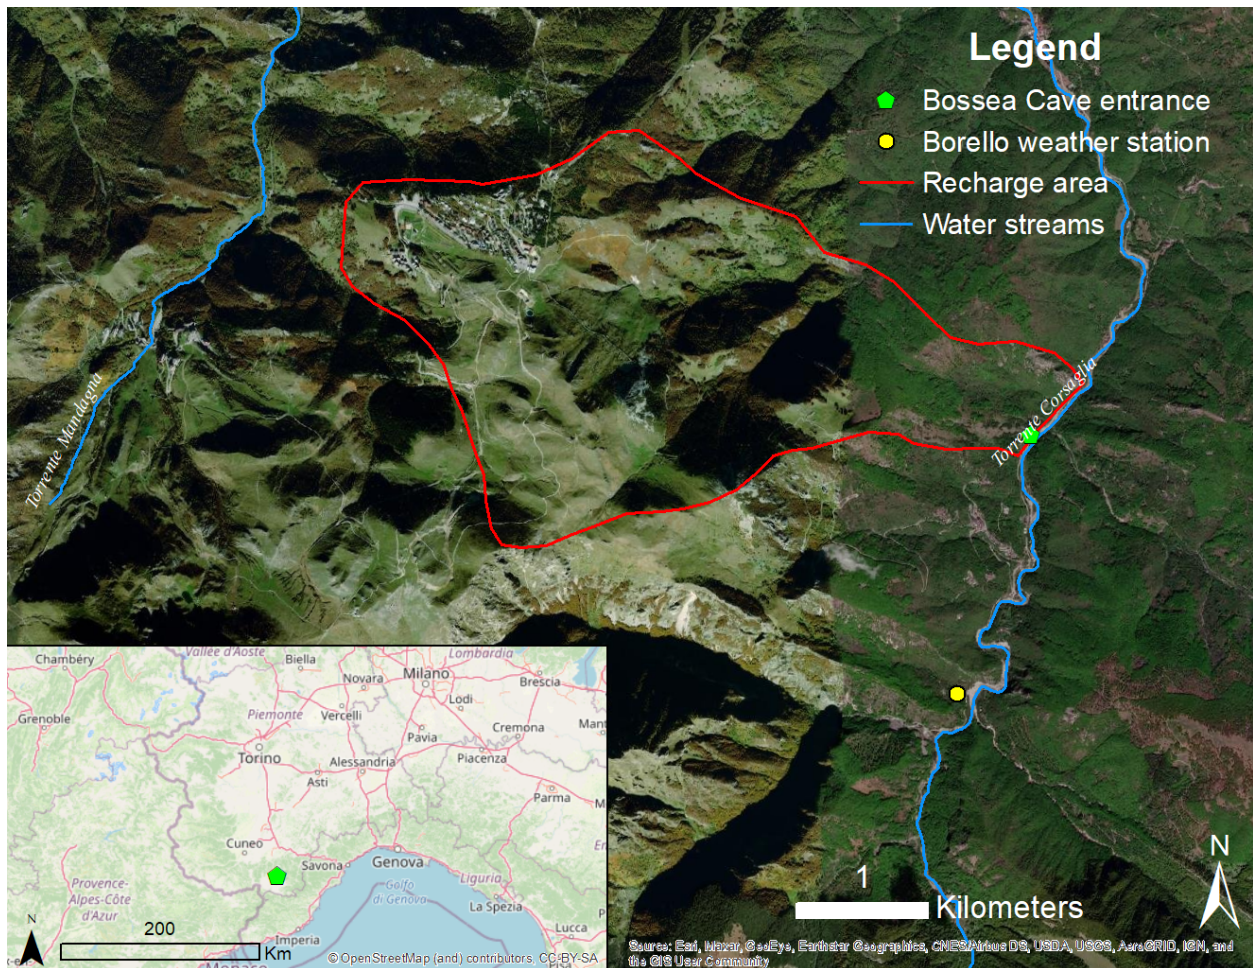 Legend
Bossea Cave entrance
Borello weather station
Recharge area
Water streams
Torrente Mandagna
Torrente Corsaglia
1
Kilometers
N
Source: Esri, Maxar, GeoEye, Earthstar Geographics, CNES/Airbus DS, USDA, USGS, AeroGRID, IGN, and
the GIS User Community
Chambéry
Vallée d'Aoste
Biella
Lombardia
Milano
Brescia
Novara
Grenoble
Piemonte
Vercelli
Lodi
Mant
Pavia
Cremona
Torino
Alessandria
Piacenza
Asti
Parma
M
Cuneo
Savona
Genova
Provence-
Alpes-Côte
d'Azur
Golfo
di Genova
Liguria
La Spezia
Lucca
Imperia
Monaco
N
200
Km
© OpenStreetMap (and) contributors, CC-BY-SA